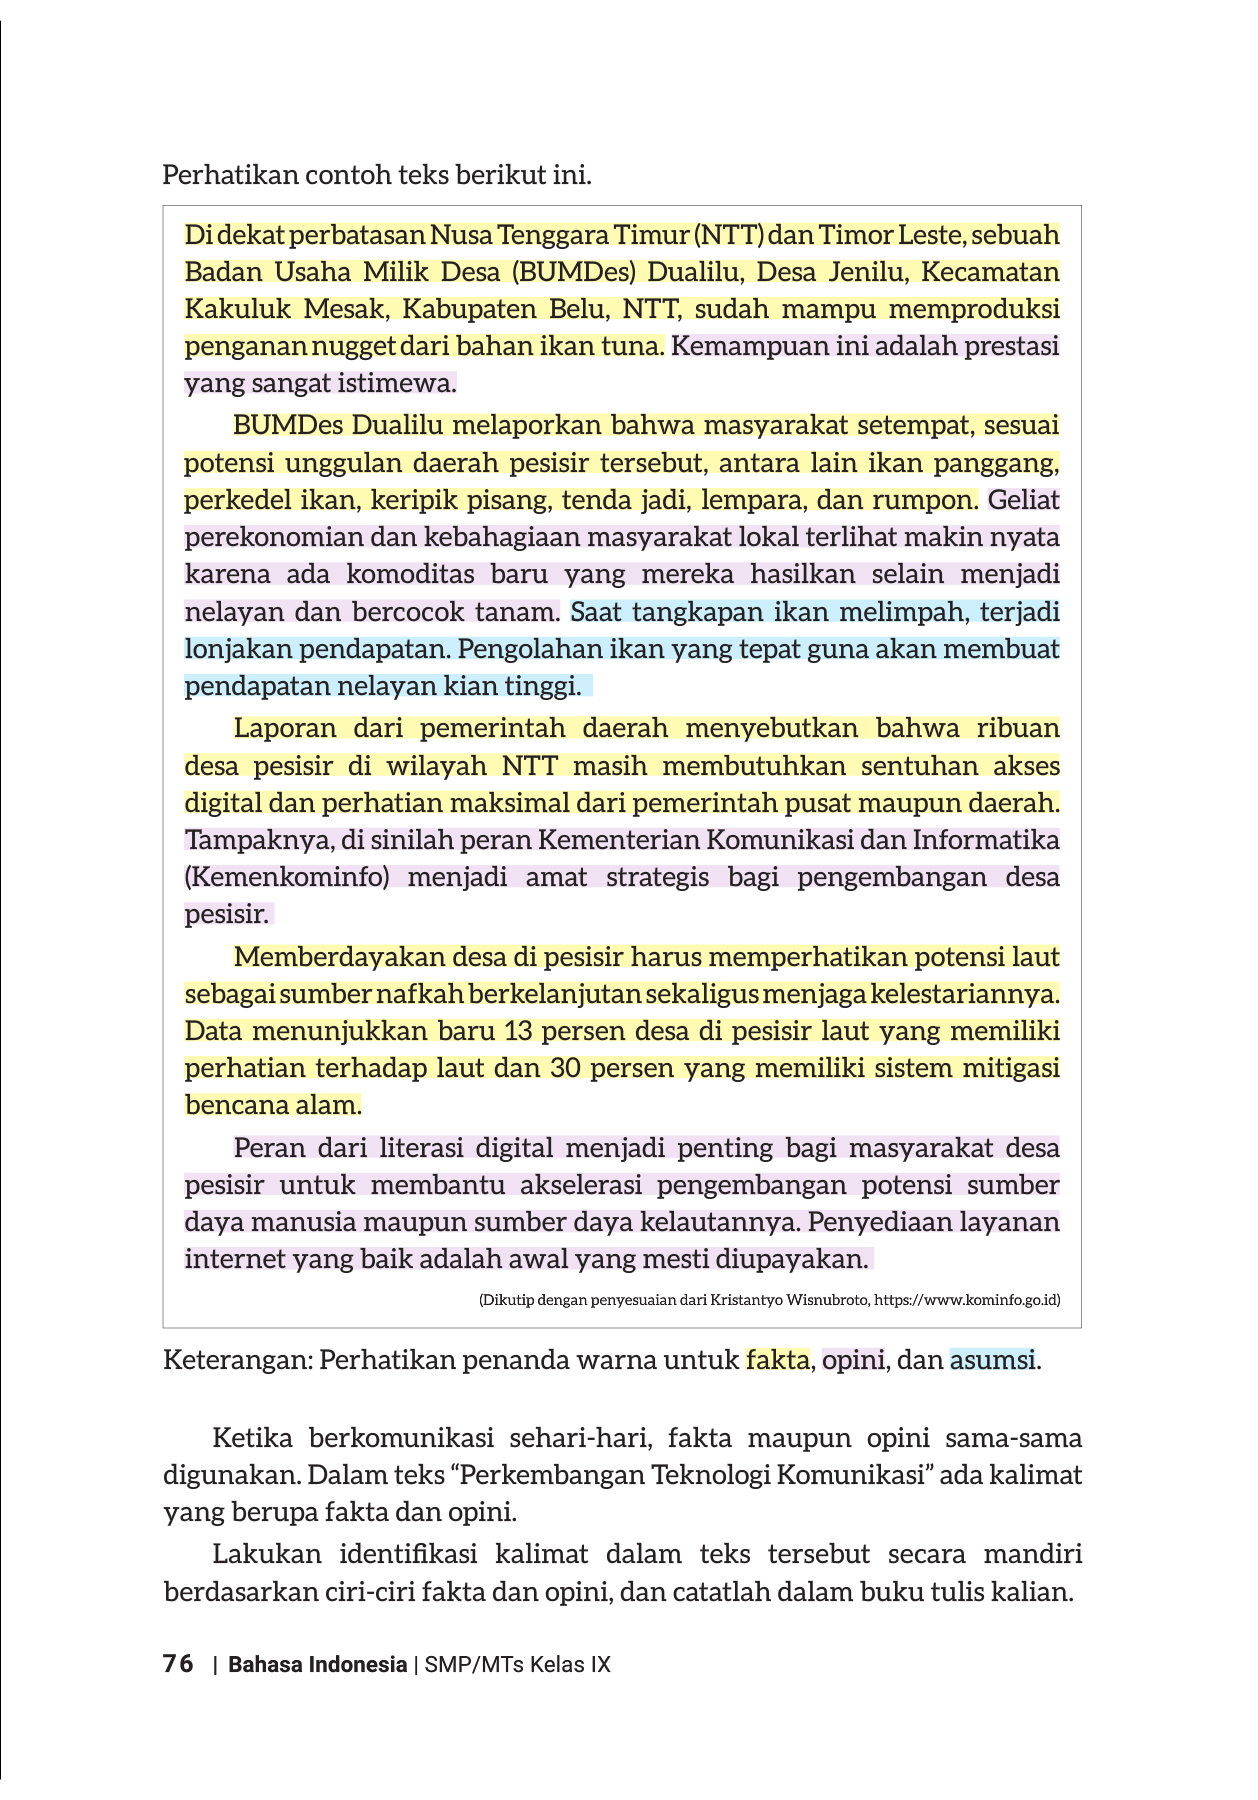 Perhatikan contoh teks berikut ini.
Di dekat perbatasan Nusa Tenggara Timur (NTT) dan Timor Leste, sebuah
Badan Usaha Milik Desa (BUMDes) Dualilu, Desa Jenilu, Kecamatan
Kakuluk Mesak, Kabupaten Belu, NTT, sudah mampu memproduksi
penganan nugget dari bahan ikan tuna. Kemampuan ini adalah prestasi
yang sangat istimewa.
BUMDes Dualilu melaporkan bahwa masyarakat setempat, sesuai
potensi unggulan daerah pesisir tersebut, antara lain ikan panggang,
perkedel ikan, keripik pisang, tenda jadi, lempara, dan rumpon. Geliat
perekonomian dan kebahagiaan masyarakat lokal terlihat makin nyata
karena ada komoditas baru yang mereka hasilkan selain menjadi
nelayan dan bercocok tanam. Saat tangkapan ikan melimpah, terjadi
lonjakan pendapatan. Pengolahan ikan yang tepat guna akan membuat
pendapatan nelayan kian tinggi.
Laporan dari pemerintah daerah menyebutkan bahwa ribuan
desa pesisir di wilayah NTT masih membutuhkan sentuhan akses
digital dan perhatian maksimal dari pemerintah pusat maupun daerah.
Tampaknya, di sinilah peran Kementerian Komunikasi dan Informatika
(Kemenkominfo) menjadi amat strategis bagi pengembangan desa
pesisir.
Memberdayakan desa di pesisir harus memperhatikan potensi laut
sebagai sumber nafkah berkelanjutan sekaligus menjaga kelestariannya.
Data menunjukkan baru 13 persen desa di pesisir laut yang memiliki
perhatian terhadap laut dan 30 persen yang memiliki sistem mitigasi
bencana alam.
Peran dari literasi digital menjadi penting bagi masyarakat desa
pesisir untuk membantu akselerasi pengembangan potensi sumber
daya manusia maupun sumber daya kelautannya. Penyediaan layanan
internet yang baik adalah awal yang mesti diupayakan.
(Dikutip dengan penyesuaian dari Kristantyo Wisnubroto, https://www.kominfo.go.id)
Keterangan: Perhatikan penanda warna untuk fakta, opini, dan asumsi.
Ketika berkomunikasi sehari-hari, fakta maupun opini sama-sama
digunakan. Dalam teks “Perkembangan Teknologi Komunikasi” ada kalimat
yang berupa fakta dan opini.
Lakukan identifikasi kalimat dalam teks tersebut secara mandiri
berdasarkan ciri-ciri fakta dan opini, dan catatlah dalam buku tulis kalian.
76 | Bahasa Indonesia | SMP/MTs Kelas IX